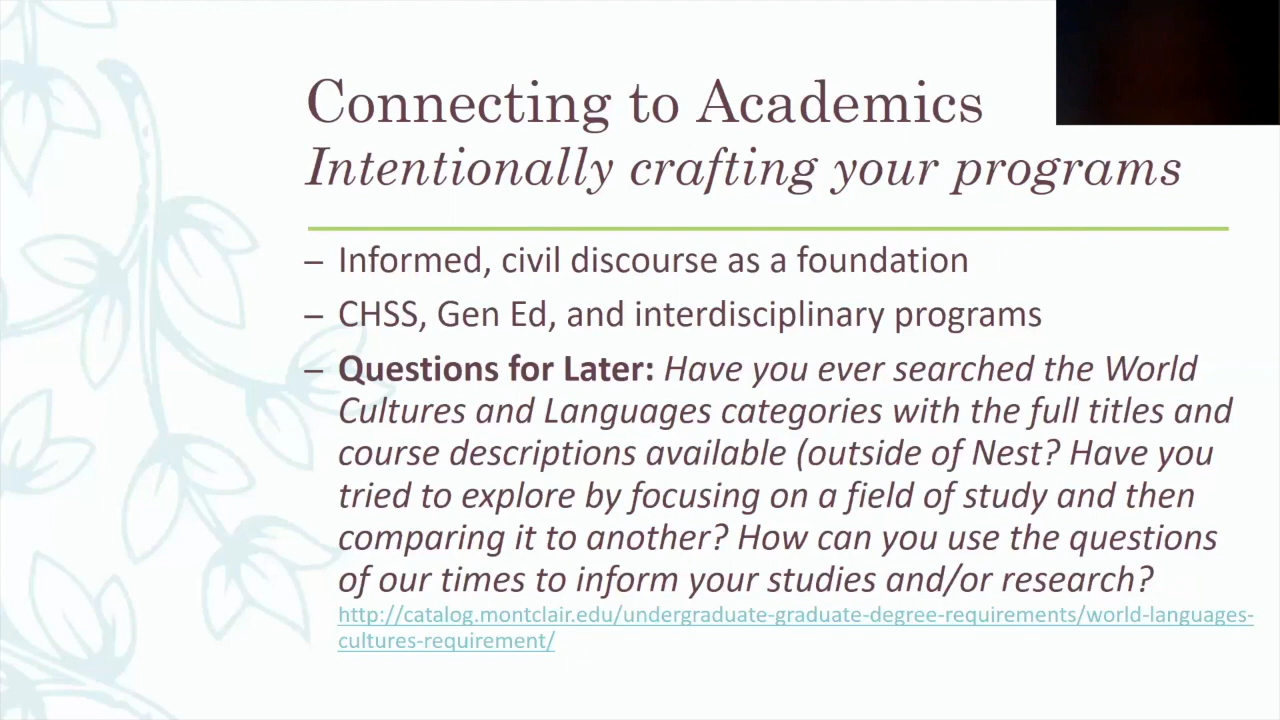 Connecting to Academics
Intentionally crafting your programs
– Informed, civil discourse as a foundation
– CHSS, Gen Ed, and interdisciplinary programs
– Questions for Later: Have you ever searched the World
Cultures and Languages categories with the full titles and
course descriptions available (outside of Nest? Have you
tried to explore by focusing on a field of study and then
comparing it to another? How can you use the questions
of our times to inform your studies and/or research?
http://catalog.montclair.edu/undergraduate-graduate-degree-requirements/world-languages-
cultures-requirement/